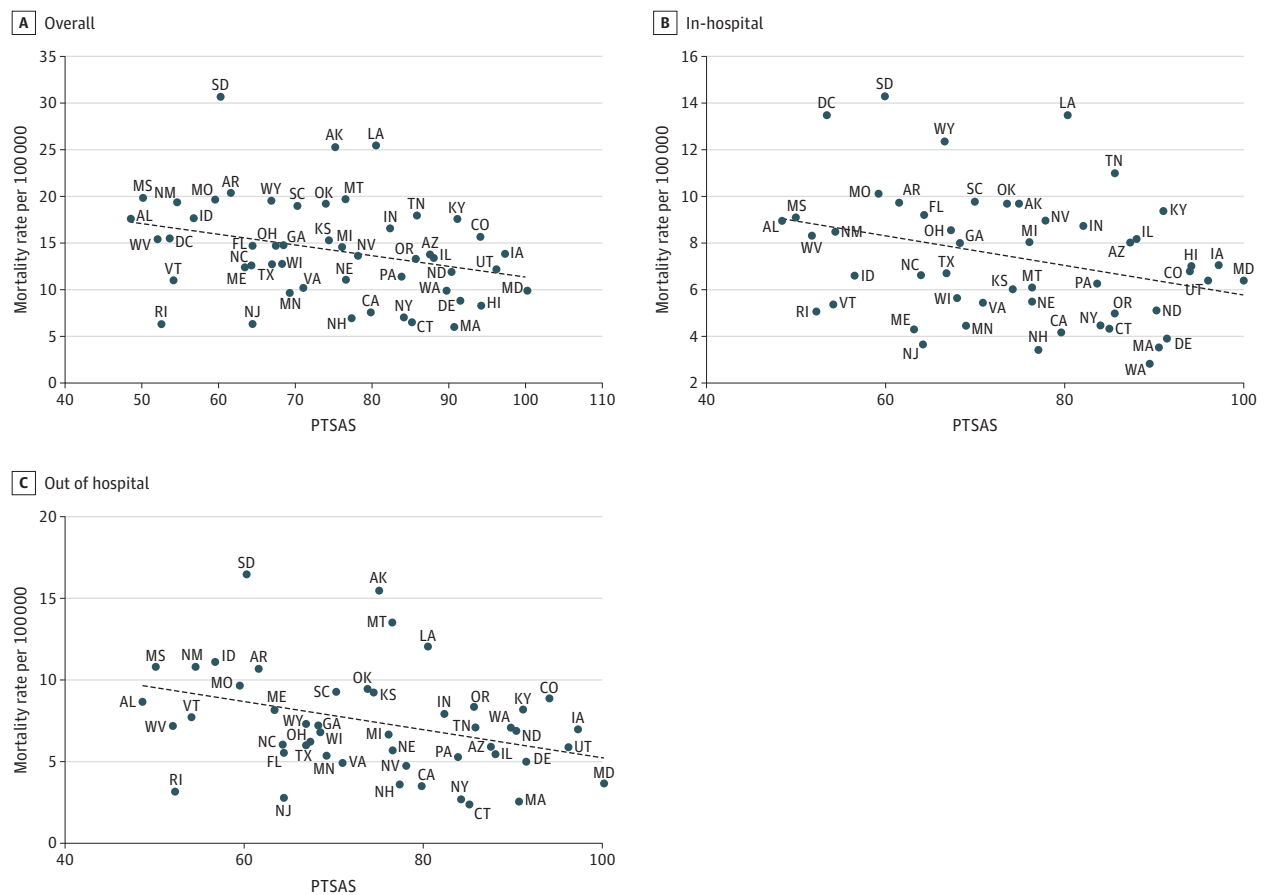 A Overall
35
30
25
20
15
10
5
0
Mortality rate per 100 000
SD
AK
LA
MS
NM
MO
AR
WY
SC
OK
MT
AL
ID
IN
TN
KY
CO
WV
DC
FL
OH
GA
KS
MI
NV
OR
AZ
IL
IA
VT
NC
ME
TX
WI
VA
NE
PA
ND
UT
MN
WA
MD
RI
NJ
NH
CA
NY
CT
DE
HI
MA
40
50
60
70
80
90
100
110
PTSAS
B In-hospital
16
14
12
10
8
6
4
2
Mortality rate per 100 000
SD
DC
LA
WY
TN
MO
AR
SC
OK
AK
KY
MS
AL
FL
NV
IN
WV
NM
OH
GA
MI
IL
AZ
ID
NC
TX
MT
KS
PA
HI
CO
IA
UT
MD
RI
VT
WI
VA
NE
OR
ND
ME
MN
CA
NY
CT
NJ
NH
MA
DE
WA
40
60
80
100
PTSAS
C Out of hospital
20
15
10
5
0
Mortality rate per 100 000
SD
AK
MT
LA
MS
NM
ID
AR
MO
SC
OK
KS
CO
AL
VT
WV
ME
IN
OR
KY
WY
GA
TN
WA
ND
IA
NC
OH
WI
MI
FL
TX
NE
PA
AZ
IL
UT
MN
VA
NV
DE
RI
NJ
NH
CA
NY
CT
MA
MD
40
60
80
100
PTSAS